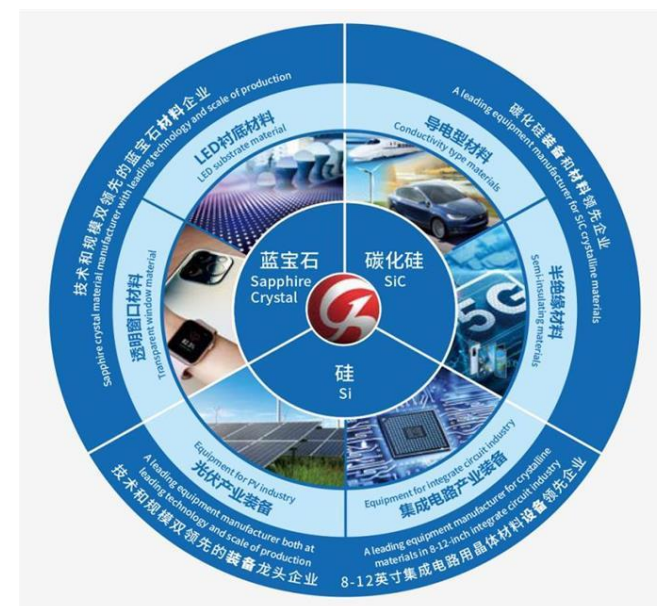 技术和规模双领先的蓝宝石材料企业
Sapphire crystal material manufacturer with leading technology and scale of production
LED衬底材料
LED substrate material
透明窗口材料
Transparent window material
蓝宝石
Sapphire
Crystal
碳化硅装备和材料领先企业
A leading equipment manufacturer for SiC crystalline materials
导电型材料
Conductivity type materials
半绝缘材料
Semi-insulating materials
碳化硅
SiC
5G
硅
Si
Equipment for PV industry
光伏产业装备
A leading equipment manufacturer both at
leading technology and scale of production
技术和规模双领先的装备龙头企业
Equipment for integrate circuit industry
集成电路产业装备
A leading equipment manufacturer for crystalline
materials in 8-12-inch integrate circuit industry
8-12英寸集成电路用晶体材料设备领先企业